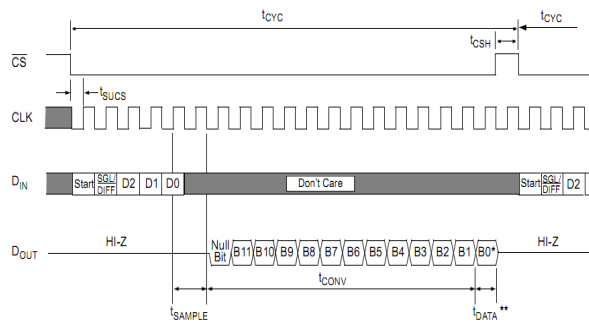 tCYC tCYC
tCSH
CS
tSUCS
CLK
DIN Start SGL/DIFF D2 D1 D0 Don't Care Start SGL/DIFF D2
DOUT HI-Z Null Bit B11 B10 B9 B8 B7 B6 B5 B4 B3 B2 B1 B0* HI-Z
tCONV
tSAMPLE tDATA **